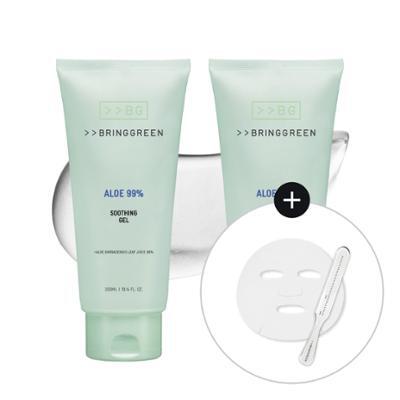 >>BG
>>BRINGGREEN
ALOE 99%
SOOTHING
GEL
>>BG
>>BRINGGREEN
ALOE